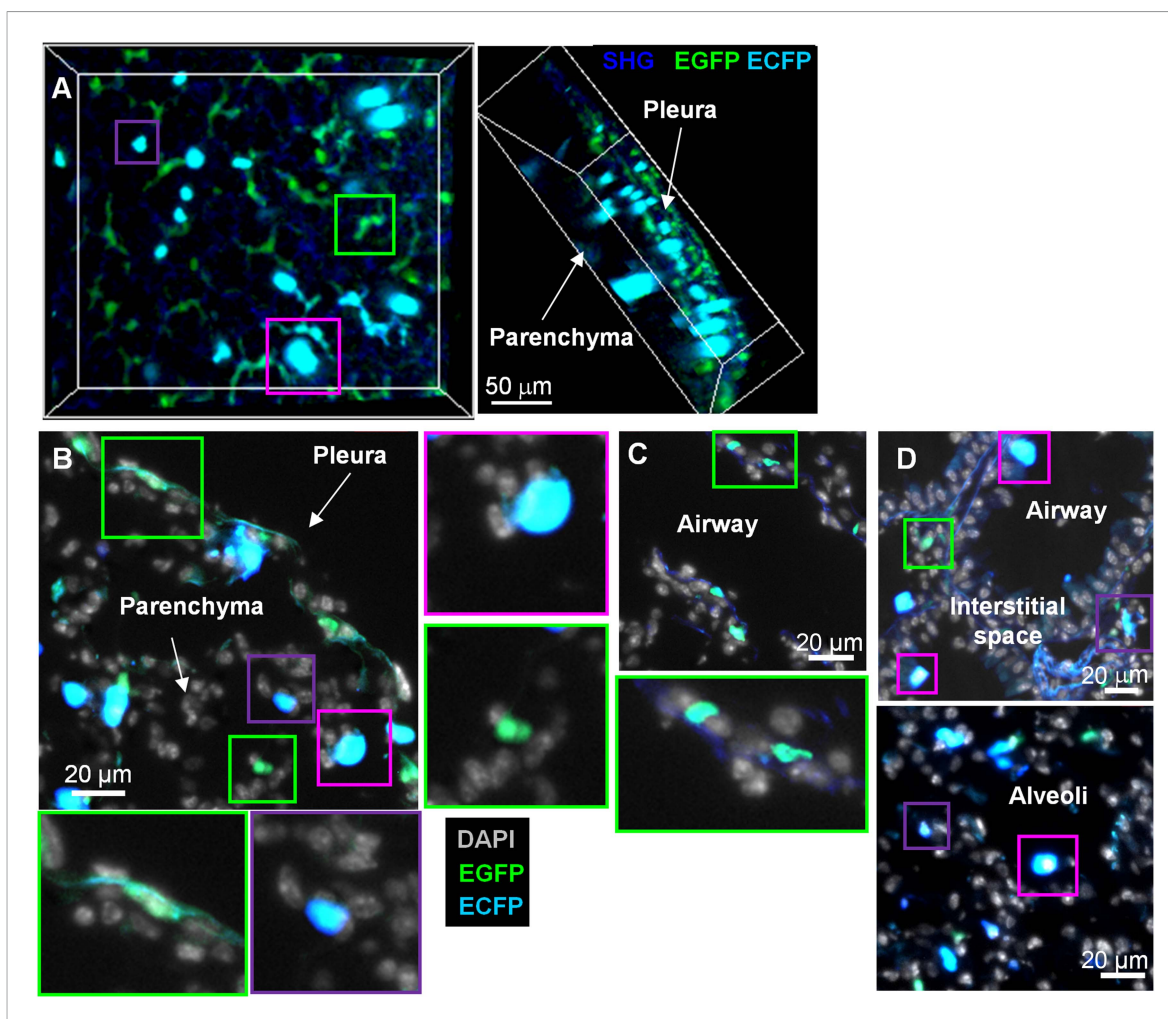 A
SHG EGFP ECFP
Pleura
Parenchyma
50 μm
B
Pleura
Parenchyma
20 μm
C
Airway
20 μm
D
Airway
Interstitial
space
20 μm
DAPI
EGFP
ECFP
Alveoli
20 μm